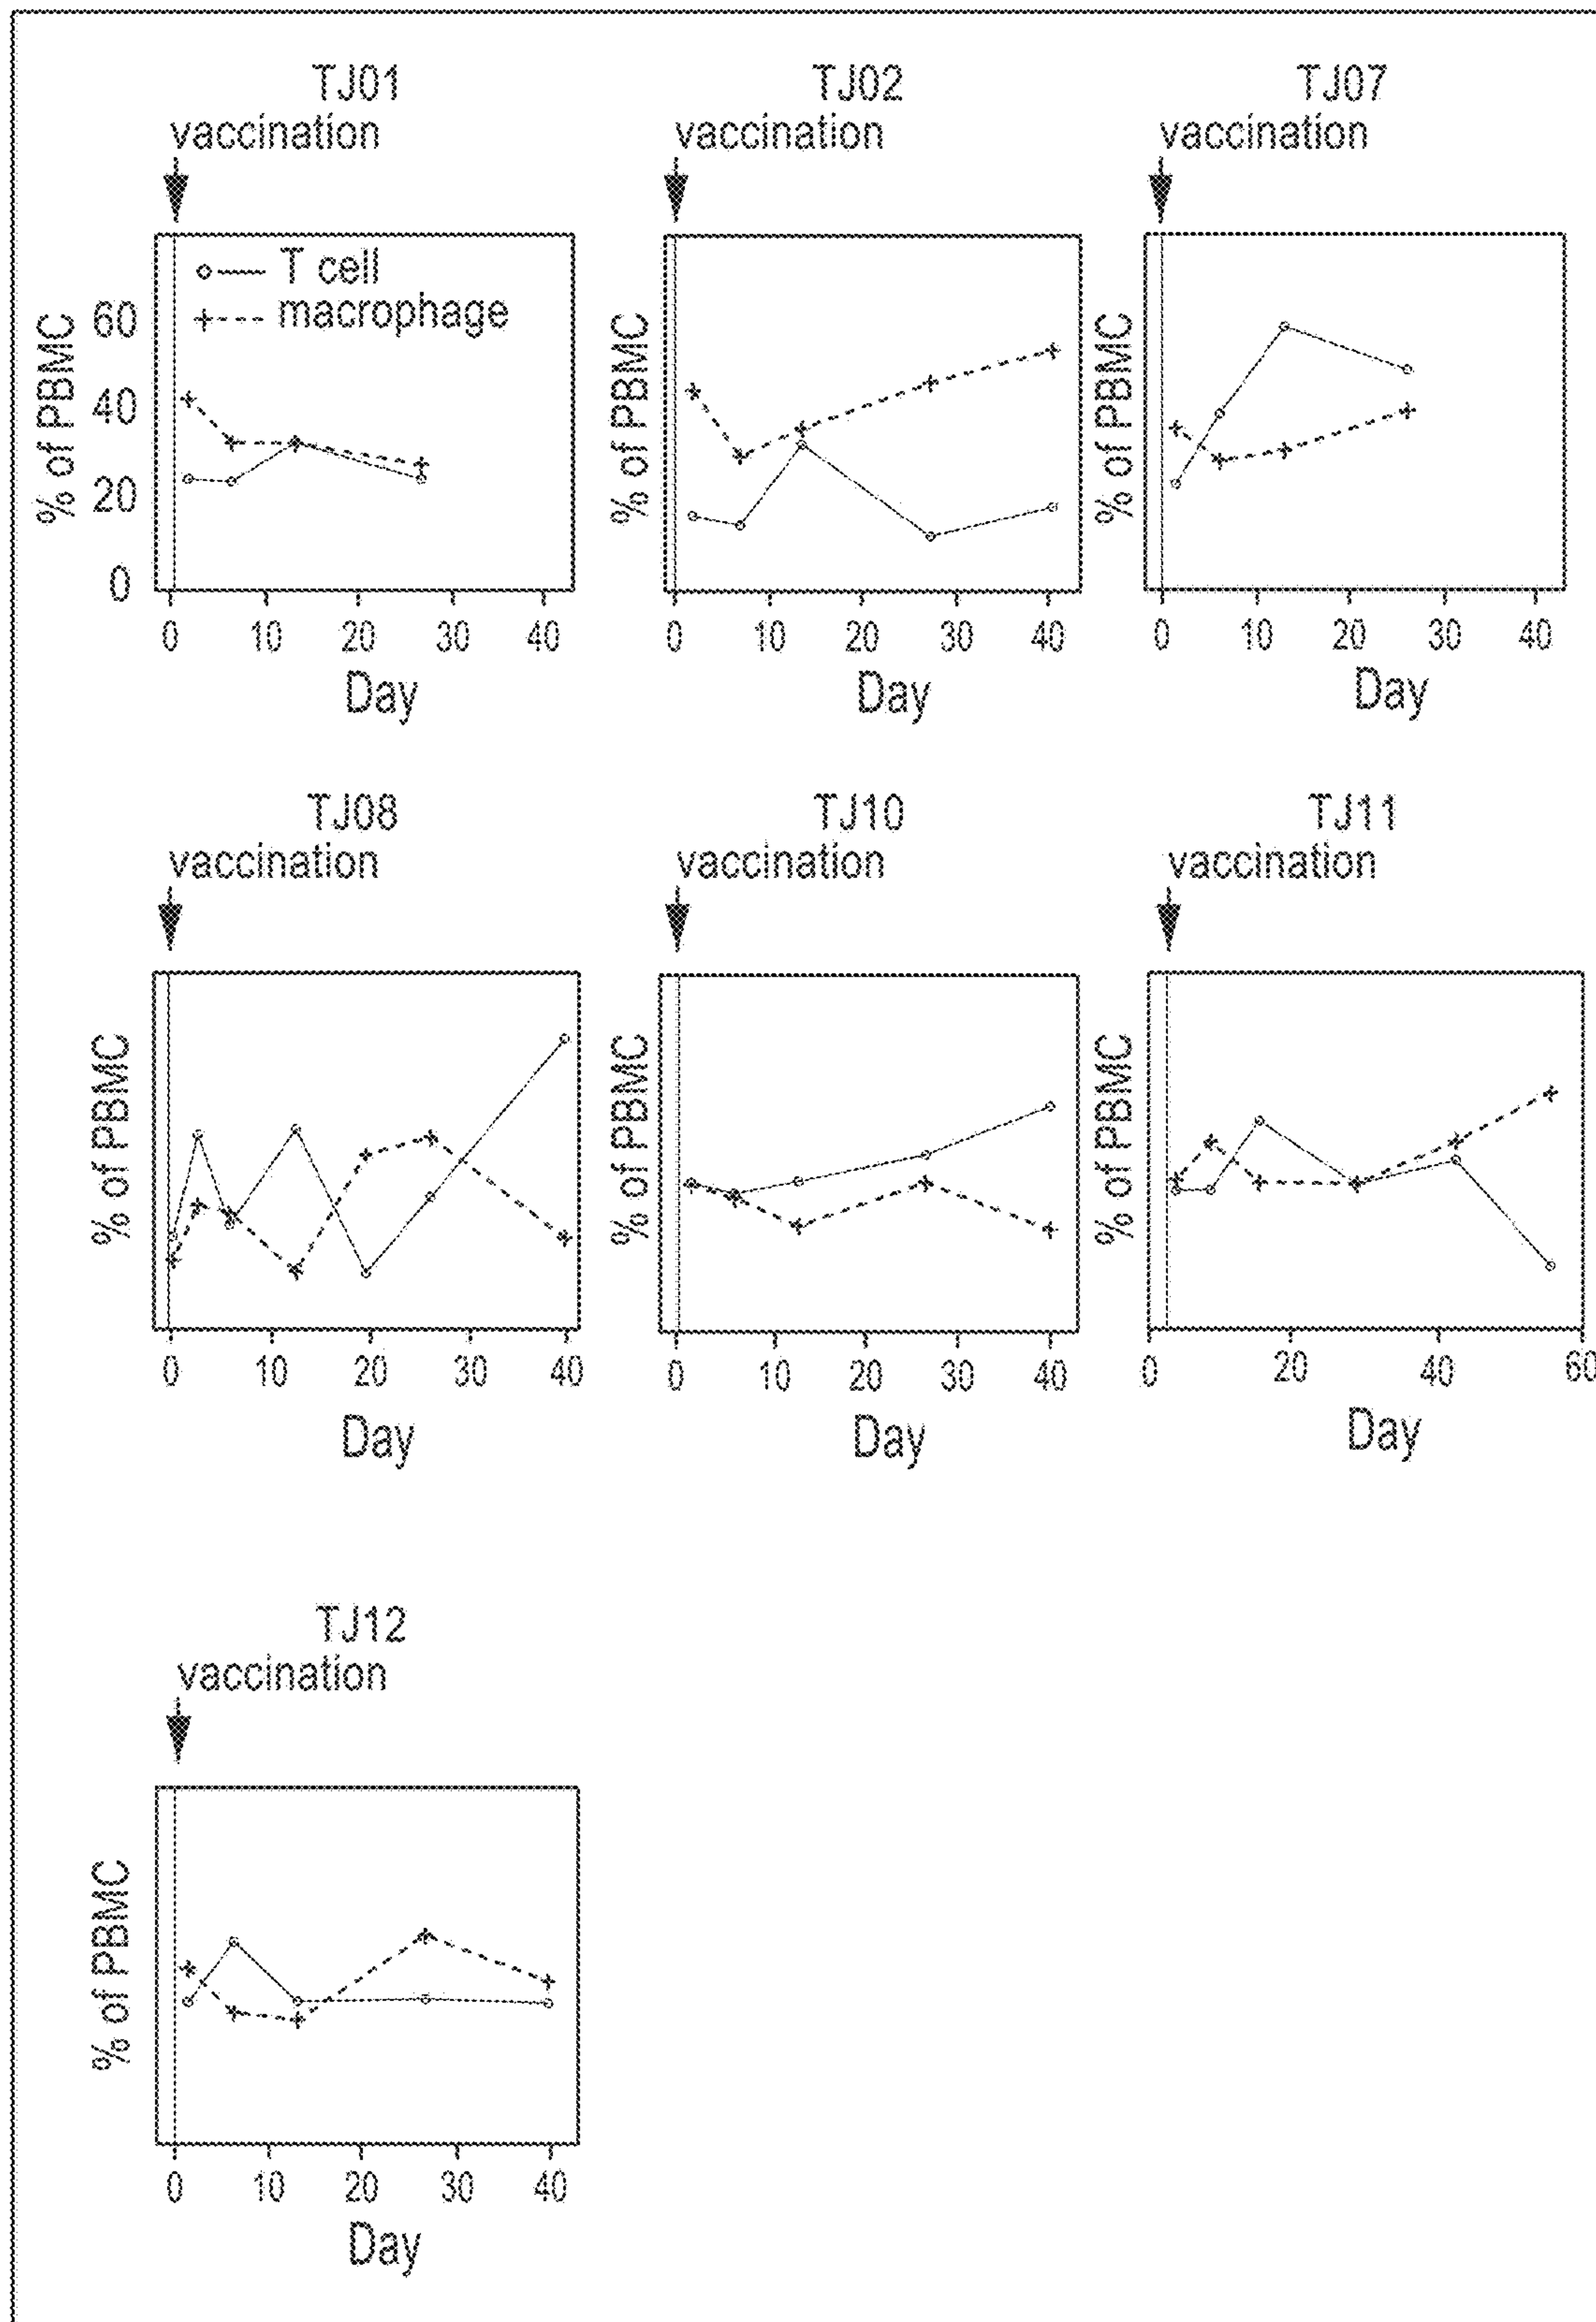 TJ01
vaccination
TJ02
vaccination
TJ07
vaccination
T cell
macrophage
% of PBMC
60
40
20
0
0 10 20 30 40
Day
% of PBMC
0 10 20 30 40
Day
% of PBMC
0 10 20 30 40
Day
TJ08
vaccination
TJ10
vaccination
TJ11
vaccination
% of PBMC
0 10 20 30 40
Day
% of PBMC
0 10 20 30 40
Day
% of PBMC
0 20 40 60
Day
TJ12
vaccination
% of PBMC
0 10 20 30 40
Day